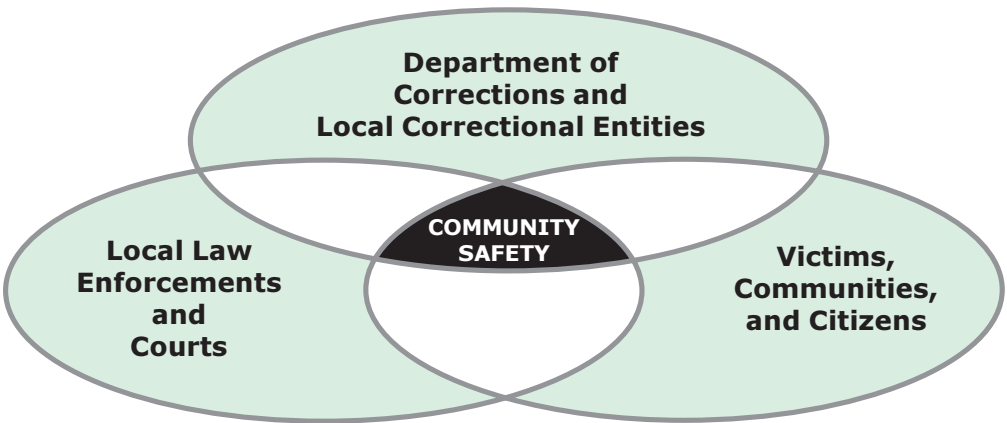 Department of
Corrections and
Local Correctional Entities
COMMUNITY
SAFETY
Local Law
Enforcements
and
Courts
Victims,
Communities,
and Citizens